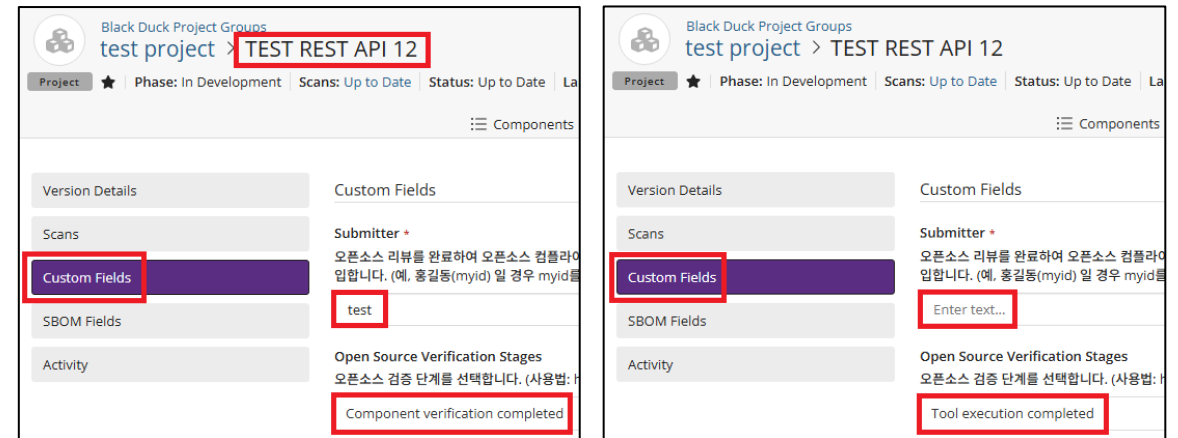 Black Duck Project Groups
test project > TEST REST API 12
Project ★ Phase: In Development Scans: Up to Date Status: Up to Date La
Components
Version Details
Scans
Custom Fields
SBOM Fields
Activity
Custom Fields
Submitter *
오픈소스 리뷰를 완료하여 오픈소스 컴플라이
입합니다. (예, 홍길동(myid) 일 경우 myid를
test
Open Source Verification Stages
오픈소스 검증 단계를 선택합니다. (사용법: h
Component verification completed
Black Duck Project Groups
test project > TEST REST API 12
Project ★ Phase: In Development Scans: Up to Date Status: Up to Date La
Components
Version Details
Scans
Custom Fields
SBOM Fields
Activity
Custom Fields
Submitter *
오픈소스 리뷰를 완료하여 오픈소스 컴플라이
입합니다. (예, 홍길동(myid) 일 경우 myid를
Enter text...
Open Source Verification Stages
오픈소스 검증 단계를 선택합니다. (사용법: h
Tool execution completed